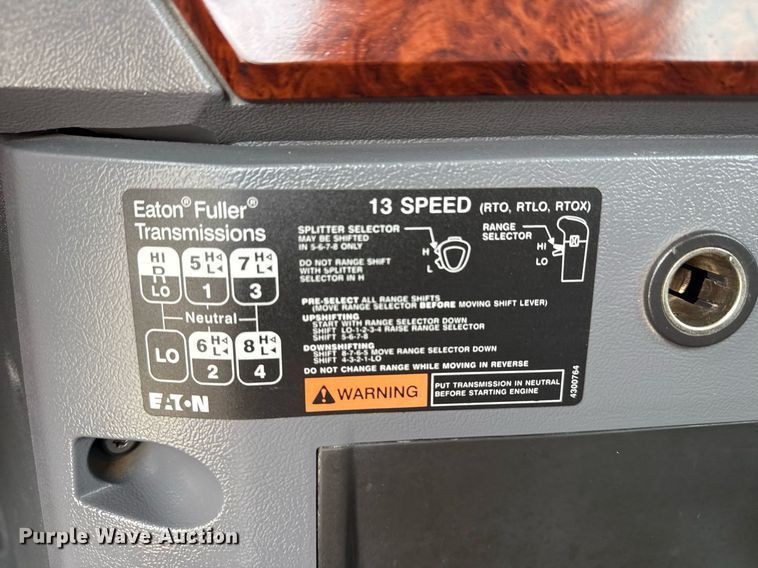 Eaton® Fuller®
Transmissions
13 SPEED (RTO, RTLO, RTOX)
SPLITTER SELECTOR
MAY BE SHIFTED
IN 5-6-7-8 ONLY
DO NOT RANGE SHIFT
WITH SPLITTER
SELECTOR IN H
H
L
RANGE
SELECTOR
HI
LO
HI 5 H 7 H
R L L
LO 1 3
Neutral
LO 6 H 8 H
L L
2 4
PRE-SELECT ALL RANGE SHIFTS
(MOVE RANGE SELECTOR BEFORE MOVING SHIFT LEVER)
UPSHIFTING
START WITH RANGE SELECTOR DOWN
SHIFT LO-1-2-3-4 RAISE RANGE SELECTOR
SHIFT 5-6-7-8
DOWNSHIFTING
SHIFT 8-7-6-5 MOVE RANGE SELECTOR DOWN
SHIFT 4-3-2-1-LO
DO NOT CHANGE RANGE WHILE MOVING IN REVERSE
WARNING
PUT TRANSMISSION IN NEUTRAL
BEFORE STARTING ENGINE
4300764
EATON
Purple Wave Auction